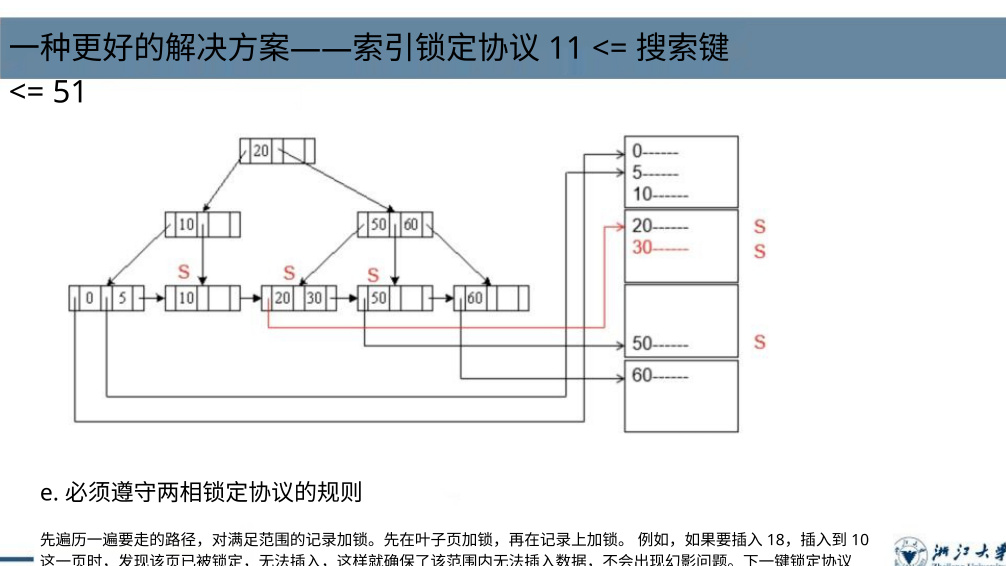 一种更好的解决方案——索引锁定协议 11 <= 搜索键
<= 51
20
0------
5------
10------
10
50 60
20------ S
30------ S
S S S
0 5
10
20 30
50
60
50------ S
60------
e. 必须遵守两相锁定协议的规则
先遍历一遍要走的路径，对满足范围的记录加锁。先在叶子页加锁，再在记录上加锁。 例如，如果要插入 18，插入到 10
这一页时，发现该页已被锁定，无法插入，这样就确保了该范围内无法插入数据，不会出现幻影问题。下一键锁定协议
浙江大学